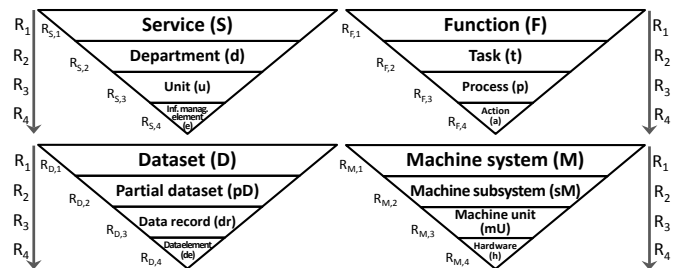 R1
R2
R3
R4
RS,1
RS,2
RS,3
RS,4
Service (S)
Department (d)
Unit (u)
Inf. manag.
element
(e)
RF,1
RF,2
RF,3
RF,4
Function (F)
Task (t)
Process (p)
Action
(a)
R1
R2
R3
R4
R1
R2
R3
R4
RD,1
RD,2
RD,3
RD,4
Dataset (D)
Partial dataset (pD)
Data record (dr)
Dataelement
(de)
RM,1
RM,2
RM,3
RM,4
Machine system (M)
Machine subsystem (sM)
Machine unit
(mU)
Hardware
(h)
R1
R2
R3
R4